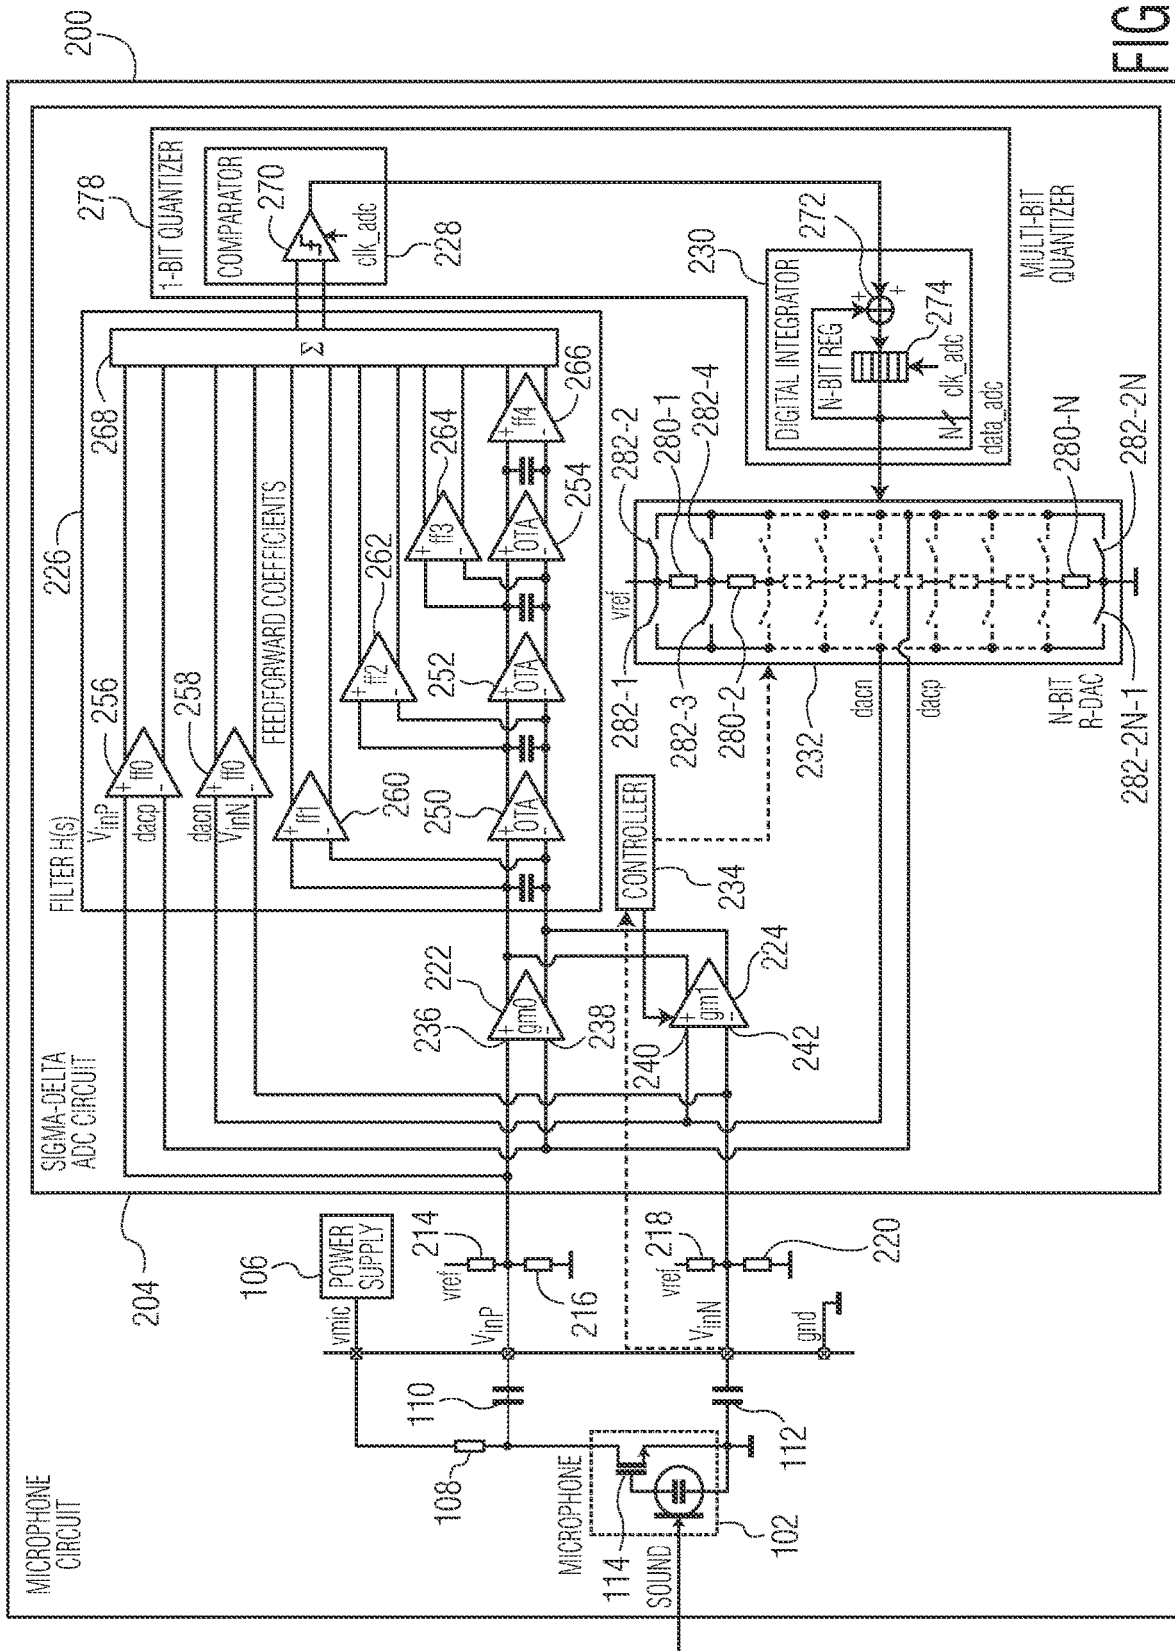 FIG
200
MICROPHONE
CIRCUIT
204
SIGMA-DELTA
ADC CIRCUIT
226
FILTER H(s)
278
1-BIT QUANTIZER
COMPARATOR
270
clk_adc
228
268
Σ
VinP
256
+
ff0
dacp
-
dacn
258
+
ff0
VinN
-
FEEDFORWARD COEFFICIENTS
+
ff1
-
260
+
ff2
-
262
+
ff3
-
264
+
ff4
-
266
250
+
OTA
-
252
+
OTA
-
+
OTA
-
254
106
POWER
SUPPLY
vmic
108
110
VinP
vref
214
216
236
+
gm0
-
222
238
CONTROLLER
234
240
+
gm1
-
224
242
MICROPHONE
114
SOUND
102
112
VinN
vref
218
220
gnd
230
DIGITAL INTEGRATOR
N-BIT REG
272
+
+
274
N
clk_adc
data_adc
MULTI-BIT
QUANTIZER
vref
282-1
282-2
280-1
282-3
282-4
280-2
232
dacn
dacp
N-BIT
R-DAC
280-N
282-2N-1
282-2N